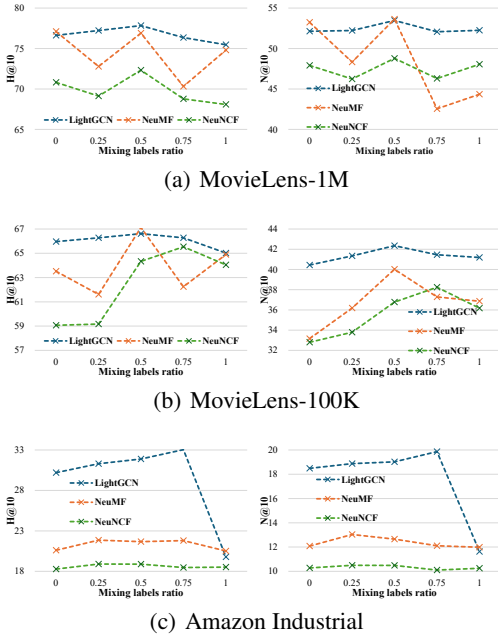 80
75
70
65
H@10
LightGCN NeuMF NeuNCF
0 0.25 0.5 0.75 1
Mixing labels ratio
55
50
45
40
N@10
LightGCN
NeuMF
NeuNCF
0 0.25 0.5 0.75 1
Mixing labels ratio
(a) MovieLens-1M
67
65
63
61
59
57
H@10
LightGCN NeuMF NeuNCF
0 0.25 0.5 0.75 1
Mixing labels ratio
44
42
40
38
36
34
32
N@10
LightGCN
NeuMF
NeuNCF
0 0.25 0.5 0.75 1
Mixing labels ratio
(b) MovieLens-100K
33
28
23
18
H@10
LightGCN
NeuMF
NeuNCF
0 0.25 0.5 0.75 1
Mixing labels ratio
20
18
16
14
12
10
N@10
LightGCN
NeuMF
NeuNCF
0 0.25 0.5 0.75 1
Mixing labels ratio
(c) Amazon Industrial